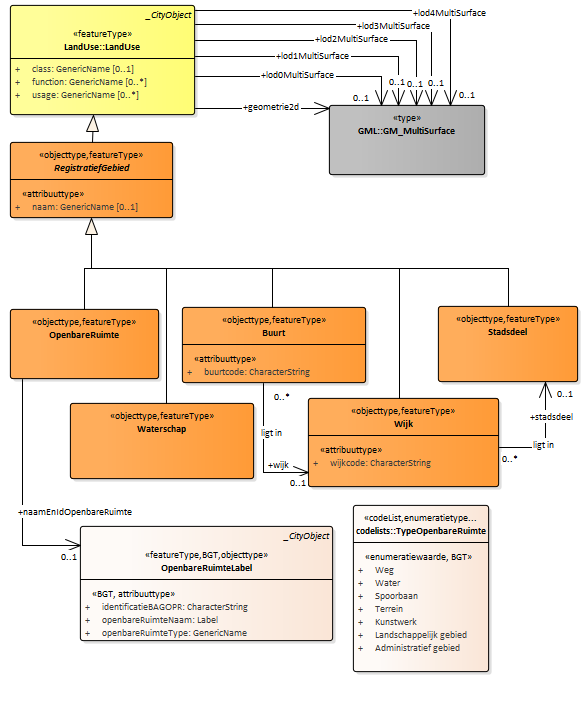 _CityObject
«featureType»
LandUse::LandUse
+ class: GenericName [0..1]
+ function: GenericName [0..*]
+ usage: GenericName [0..*]
+lod4MultiSurface
+lod3MultiSurface
+lod2MultiSurface
+lod1MultiSurface
+lod0MultiSurface
0..1
0..1
0..1
0..1
0..1
+geometrie2d
«type»
GML::GM_MultiSurface
«objecttype,featureType»
RegistratiefGebied
«attribuuttype»
+ naam: GenericName [0..1]
«objecttype,featureType»
OpenbareRuimte
«objecttype,featureType»
Buurt
«attribuuttype»
+ buurtcode: CharacterString
«objecttype,featureType»
Stadsdeel
«objecttype,featureType»
Waterschap
0..*
ligt in
+wijk
0..1
«objecttype,featureType»
Wijk
«attribuuttype»
+ wijkcode: CharacterString
0..1
+stadsdeel
ligt in
0..*
+naamEnIdOpenbareRuimte
0..1
_CityObject
«featureType,BGT,objecttype»
OpenbareRuimteLabel
«BGT, attribuuttype»
+ identificatieBAGOPR: CharacterString
+ openbareRuimteNaam: Label
+ openbareRuimteType: GenericName
«codeList,enumeratietype...
codelists::TypeOpenbareRuimte
«enumeratiewaarde, BGT»
+ Weg
+ Water
+ Spoorbaan
+ Terrein
+ Kunstwerk
+ Landschappelijk gebied
+ Administratief gebied